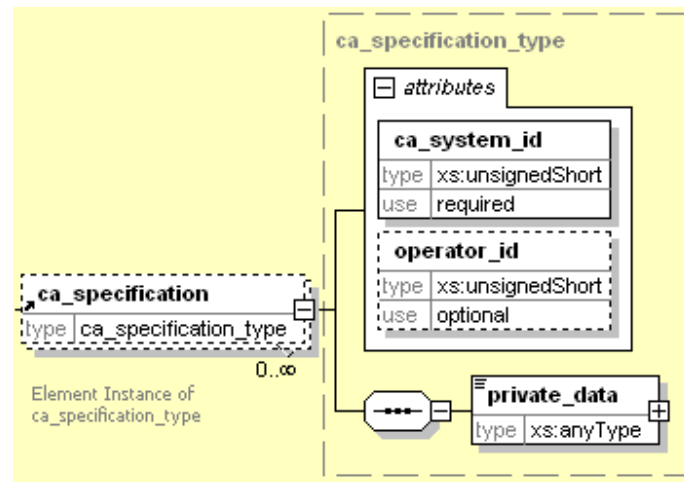 ca_specification_type
attributes
ca_system_id
type xs:unsignedShort
use required
operator_id
type xs:unsignedShort
use optional
ca_specification
type ca_specification_type
0..∞
Element Instance of
ca_specification_type
private_data
type xs:anyType